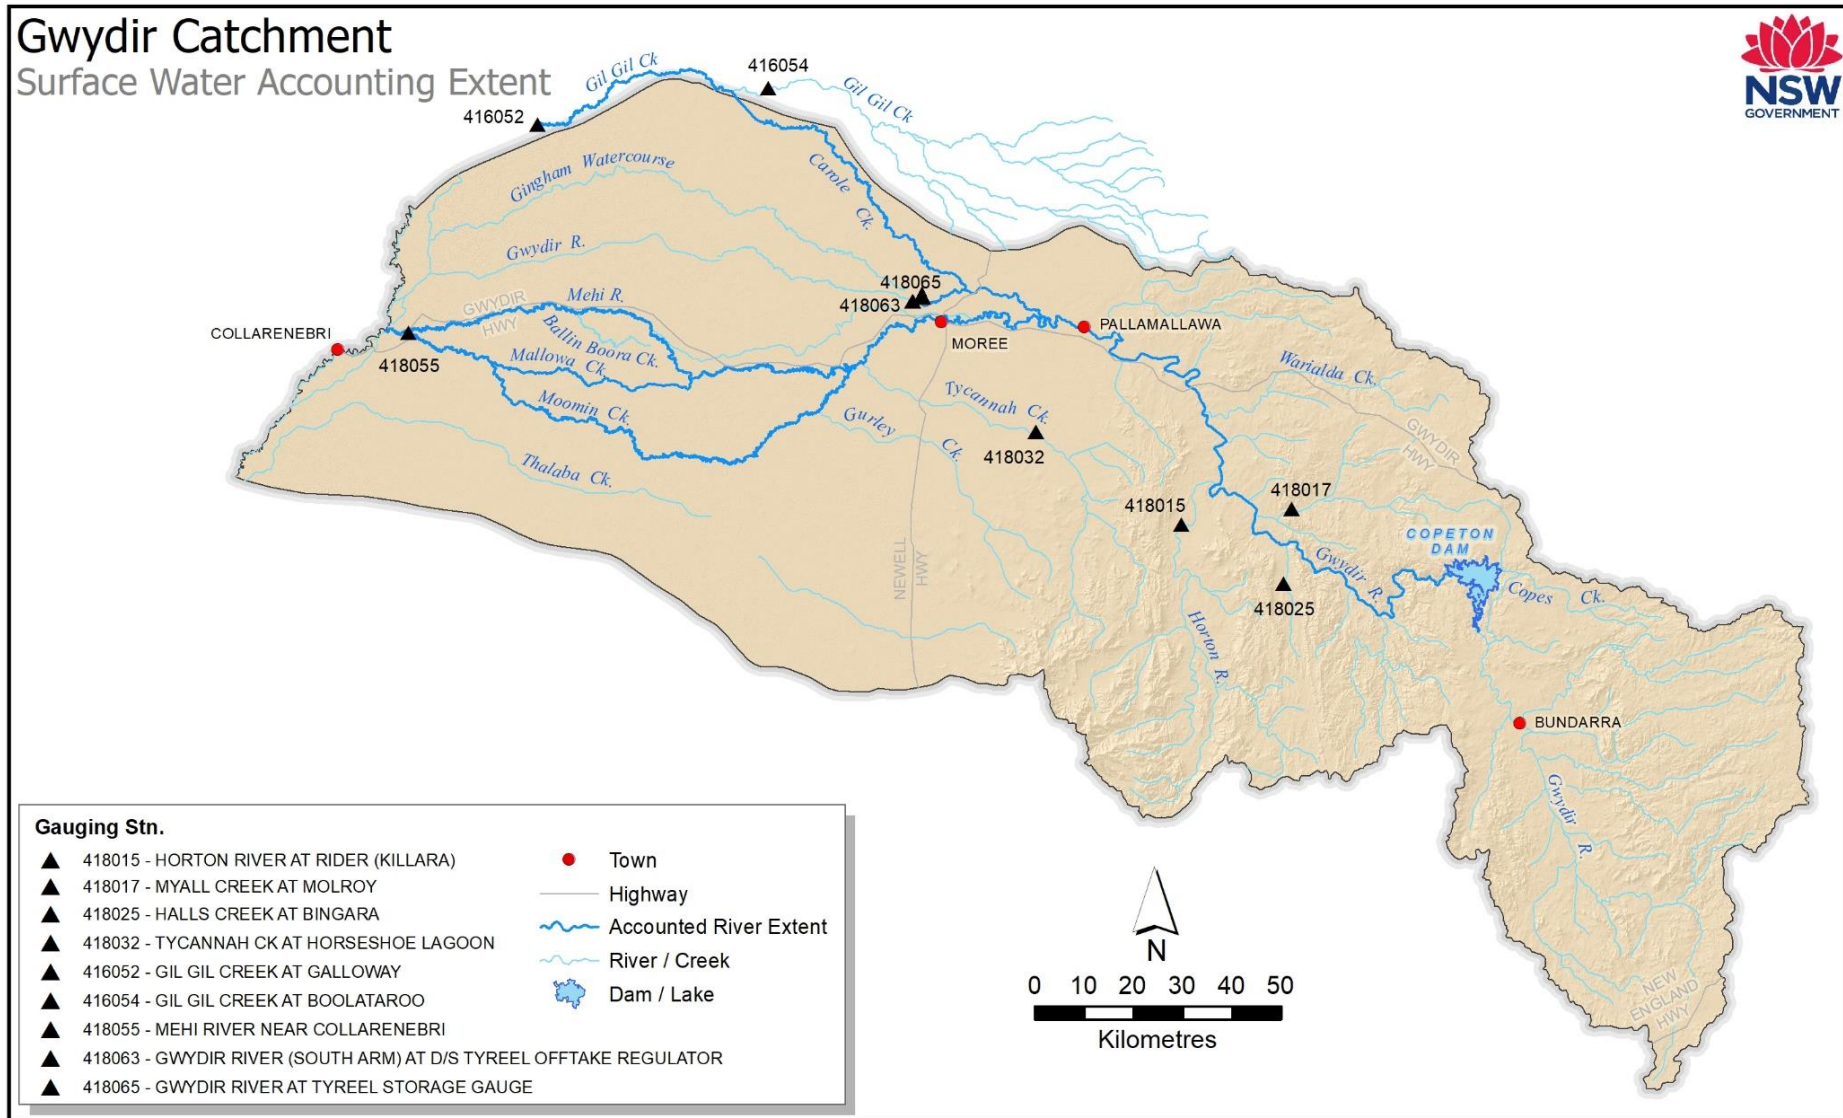 Gwydir Catchment
Surface Water Accounting Extent
NSW
GOVERNMENT
Gil Gil Ck
416054
Gil Gil Ck
416052
Gingham Watercourse
Carole Ck.
Gwydir R.
418065
418063
GWYDIR HWY
Mehi R.
COLLARENEBRI
418055
Ballin Boora Ck.
Mallowa Ck.
Moomin Ck.
MOREE
PALLAMALLAWA
Warialda Ck.
Tycannah Ck.
Gurley Ck.
418032
GWYDIR HWY
Thalaba Ck.
418015
418017
NEWELL HWY
COPETON
DAM
Gwydir R.
Copes Ck.
418025
Horton R.
BUNDARRA
Gwydir R.
NEW
ENGLAND
HWY
Gauging Stn.
418015 - HORTON RIVER AT RIDER (KILLARA)
418017 - MYALL CREEK AT MOLROY
418025 - HALLS CREEK AT BINGARA
418032 - TYCANNAH CK AT HORSESHOE LAGOON
416052 - GIL GIL CREEK AT GALLOWAY
416054 - GIL GIL CREEK AT BOOLATAROO
418055 - MEHI RIVER NEAR COLLARENEBRI
418063 - GWYDIR RIVER (SOUTH ARM) AT D/S TYREEL OFFTAKE REGULATOR
418065 - GWYDIR RIVER AT TYREEL STORAGE GAUGE
Town
Highway
Accounted River Extent
River / Creek
Dam / Lake
N
0 10 20 30 40 50
Kilometres